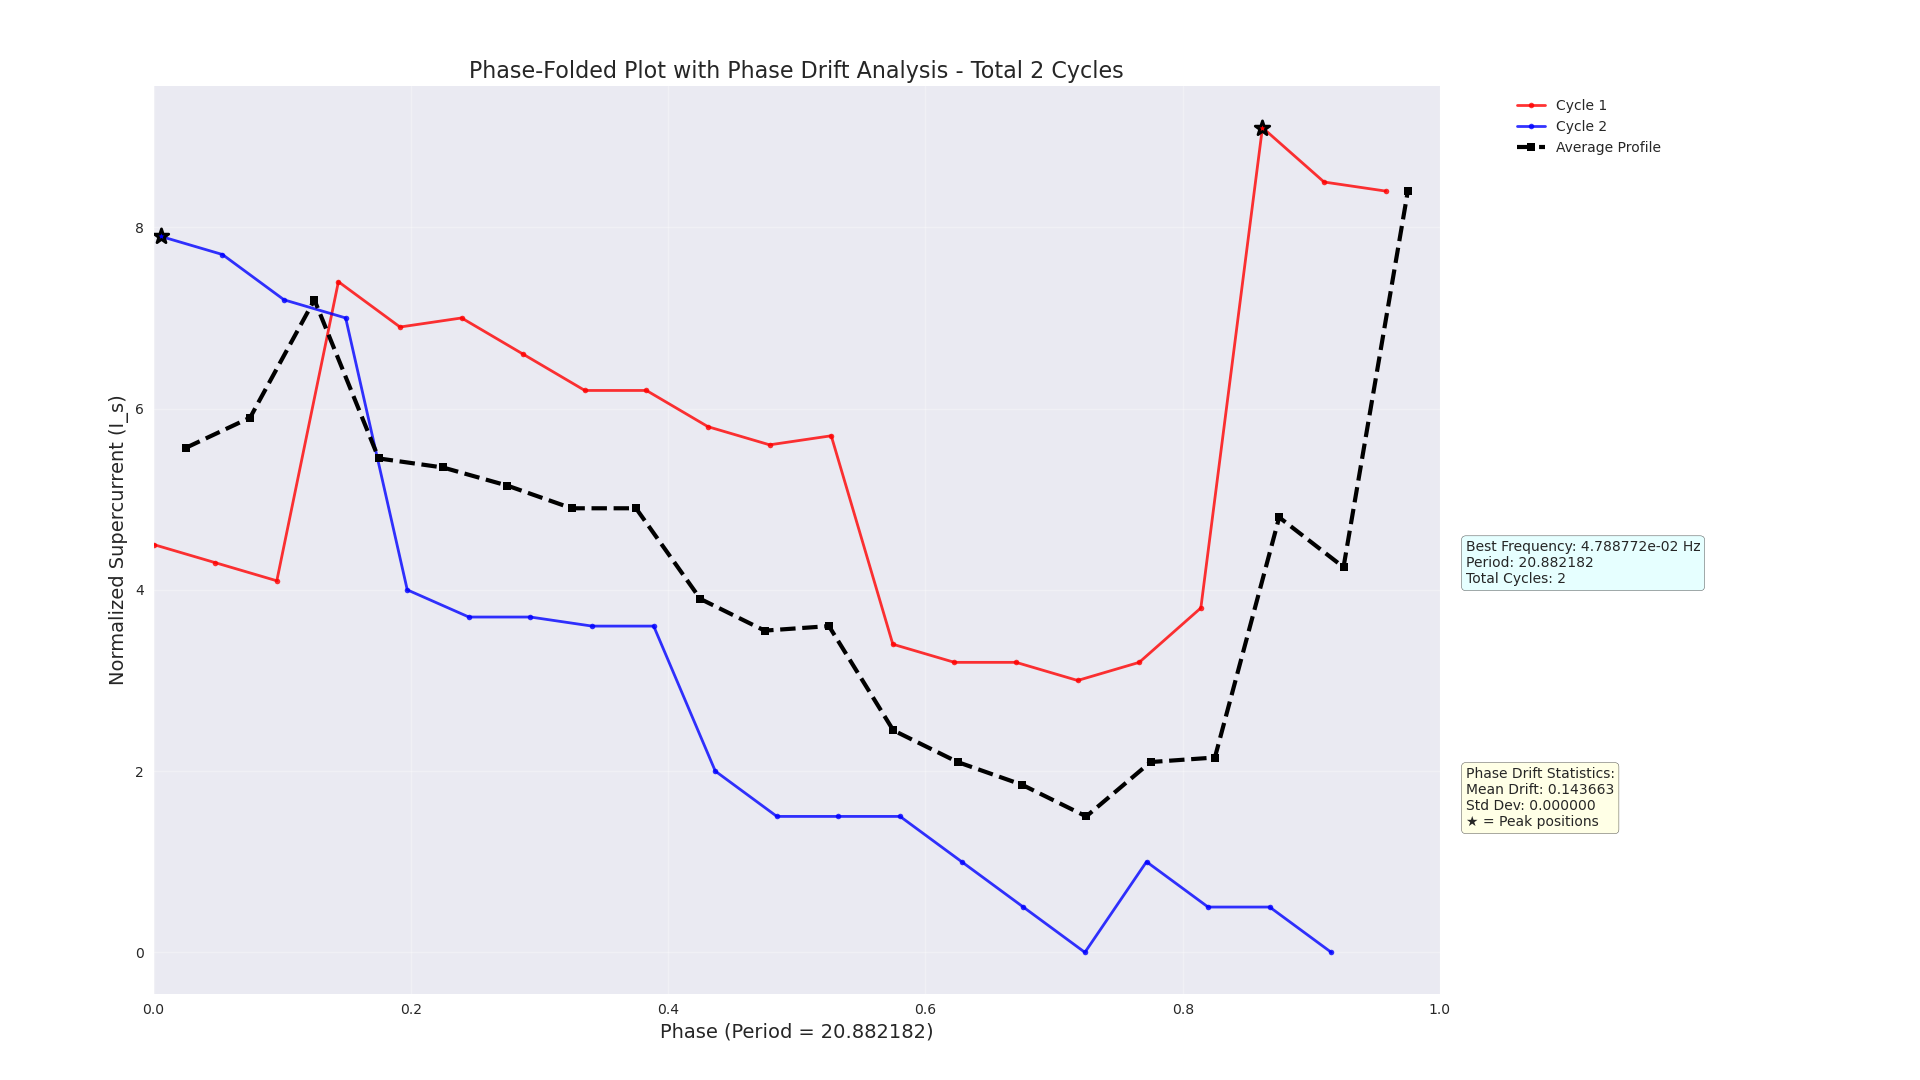 Phase-Folded Plot with Phase Drift Analysis - Total 2 Cycles
Cycle 1
Cycle 2
Average Profile
Normalized Supercurrent (I_s)
8
6
4
2
0
0.0 0.2 0.4 0.6 0.8 1.0
Phase (Period = 20.882182)
Best Frequency: 4.788772e-02 Hz
Period: 20.882182
Total Cycles: 2
Phase Drift Statistics:
Mean Drift: 0.143663
Std Dev: 0.000000
★ = Peak positions